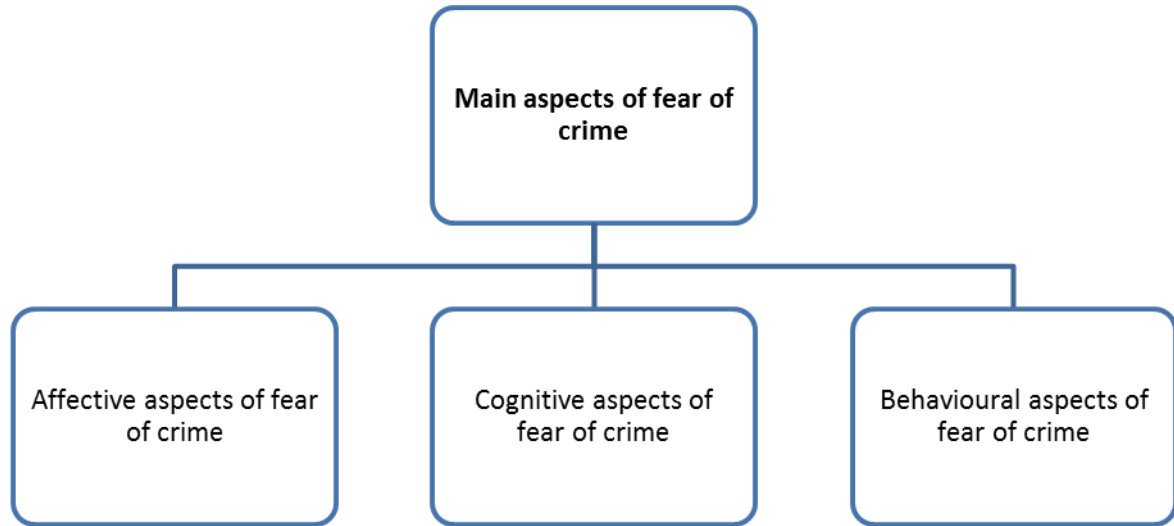 Main aspects of fear of
crime
Affective aspects of fear
of crime
Cognitive aspects of
fear of crime
Behavioural aspects of
fear of crime